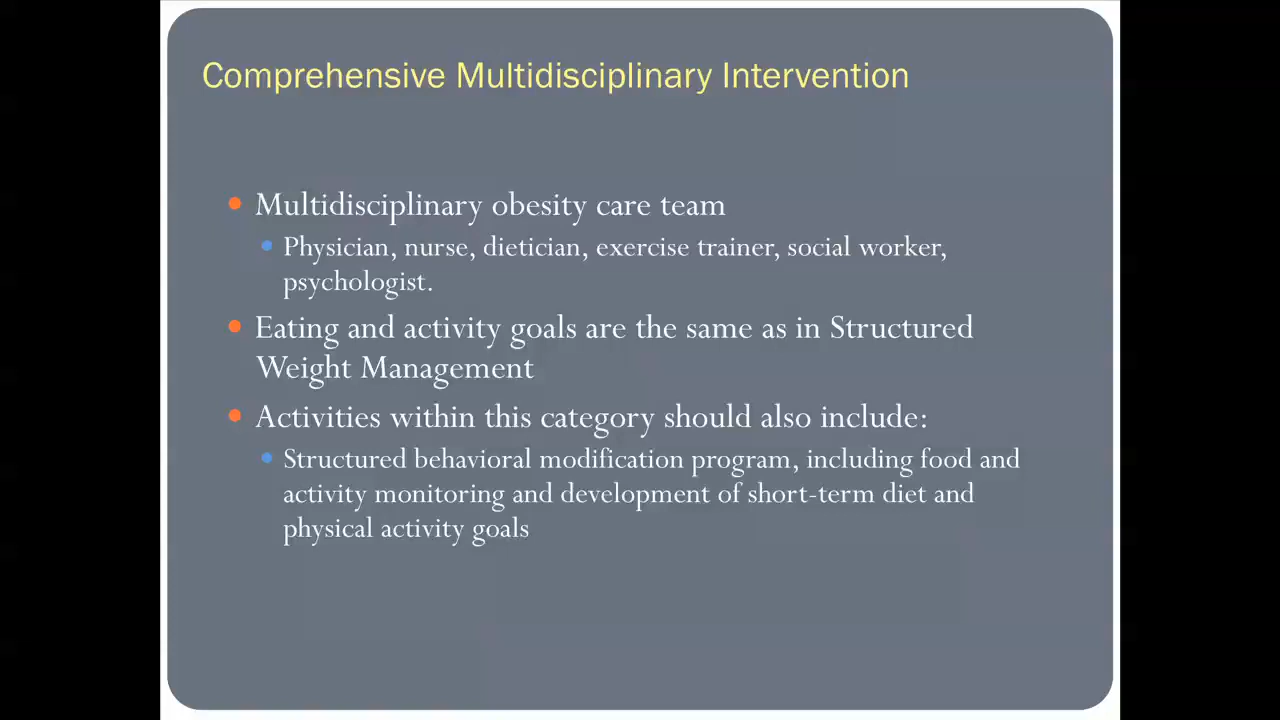 Comprehensive Multidisciplinary Intervention
Multidisciplinary obesity care team
Physician, nurse, dietician, exercise trainer, social worker,
psychologist.
Eating and activity goals are the same as in Structured
Weight Management
Activities within this category should also include:
Structured behavioral modification program, including food and
activity monitoring and development of short-term diet and
physical activity goals